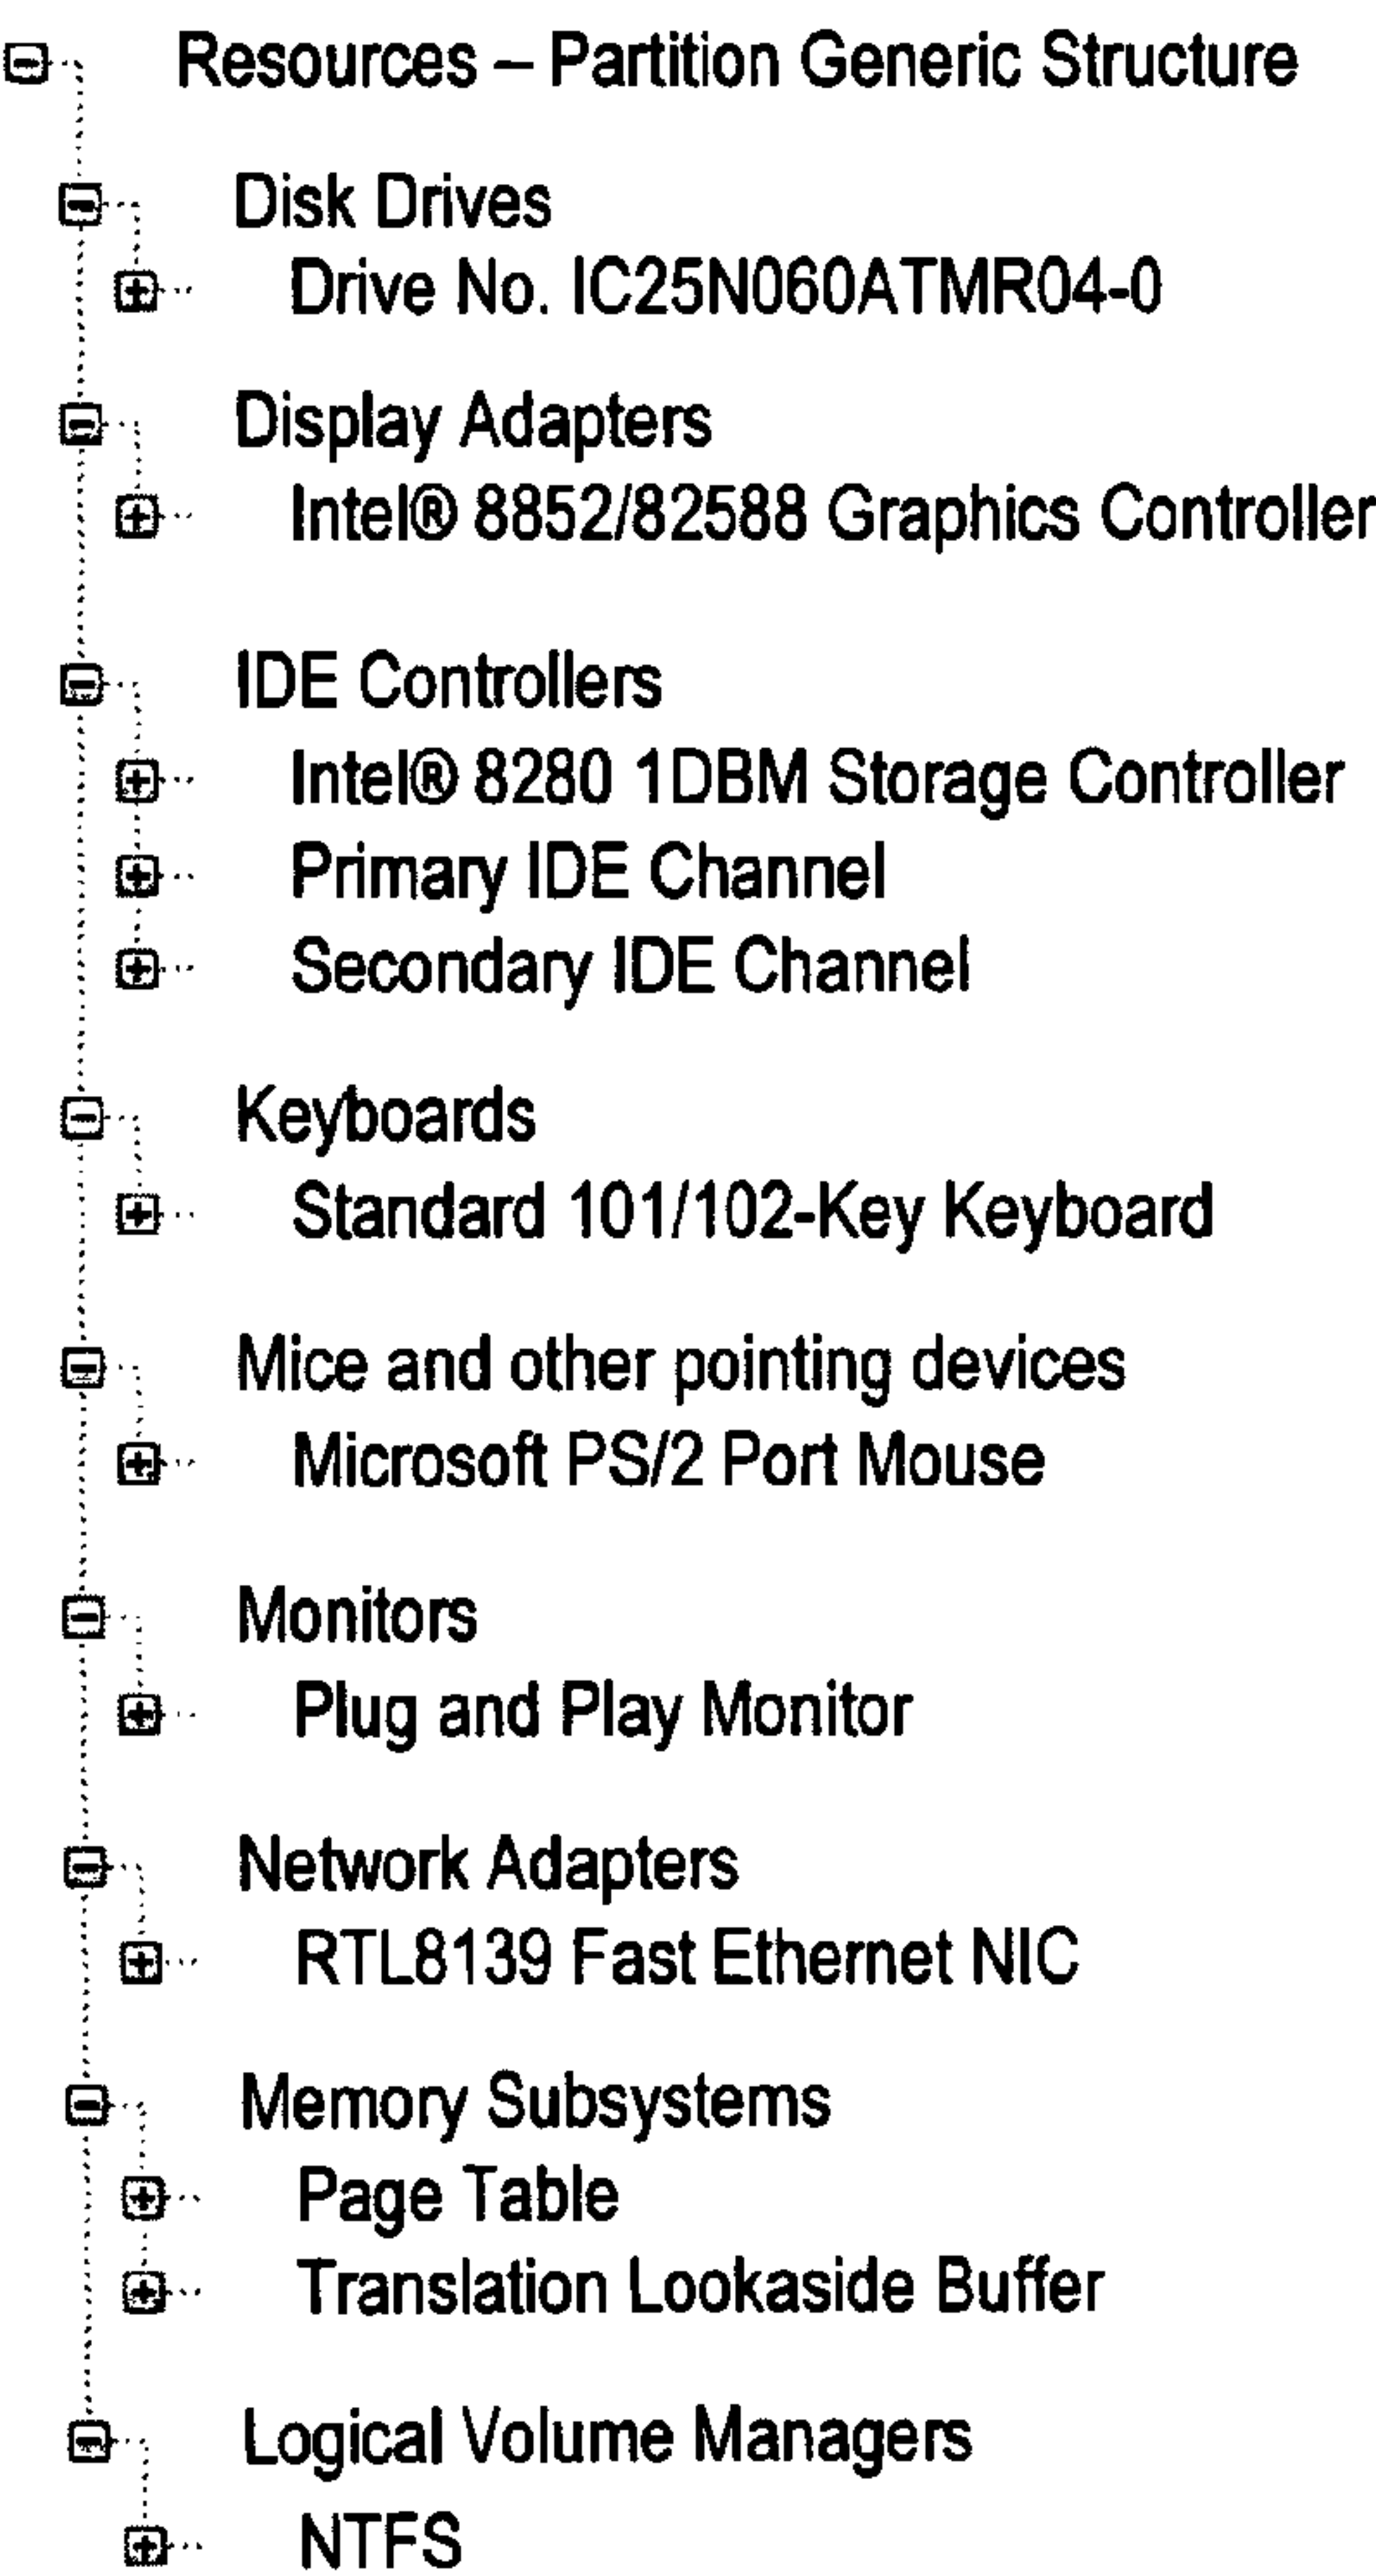 Resources – Partition Generic Structure
Disk Drives
Drive No. IC25N060ATMR04-0
Display Adapters
Intel® 8852/82588 Graphics Controller
IDE Controllers
Intel® 8280 1DBM Storage Controller
Primary IDE Channel
Secondary IDE Channel
Keyboards
Standard 101/102-Key Keyboard
Mice and other pointing devices
Microsoft PS/2 Port Mouse
Monitors
Plug and Play Monitor
Network Adapters
RTL8139 Fast Ethernet NIC
Memory Subsystems
Page Table
Translation Lookaside Buffer
Logical Volume Managers
NTFS